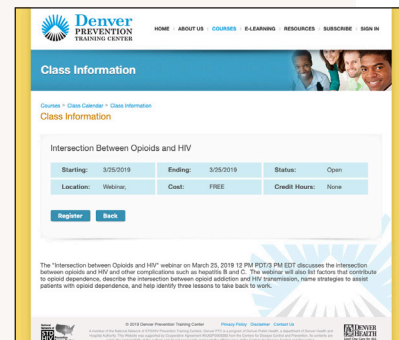 Denver
PREVENTION
TRAINING CENTER
HOME ABOUT US COURSES E-LEARNING RESOURCES SUBSCRIBE SIGN IN
Class Information
Courses > Class Calendar > Class Information
Class Information
Intersection Between Opioids and HIV
Starting: 3/25/2019 Ending: 3/25/2019 Status: Open
Location: Webinar, Cost: FREE Credit Hours: None
Register Back
The "Intersection between Opioids and HIV" webinar on March 25, 2019 12 PM PDT/3 PM EDT discusses the intersection
between opioids and HIV and other complications such as hepatitis B and C. The webinar will also list factors that contribute
to opioid dependence, describe the intersection between opioid addiction and HIV transmission, name strategies to assist
patients with opioid dependence, and help identify three lessons to take back to work.
© 2019 Denver Prevention Training Center Privacy Policy Disclaimer Contact Us
DENVER
HEALTH